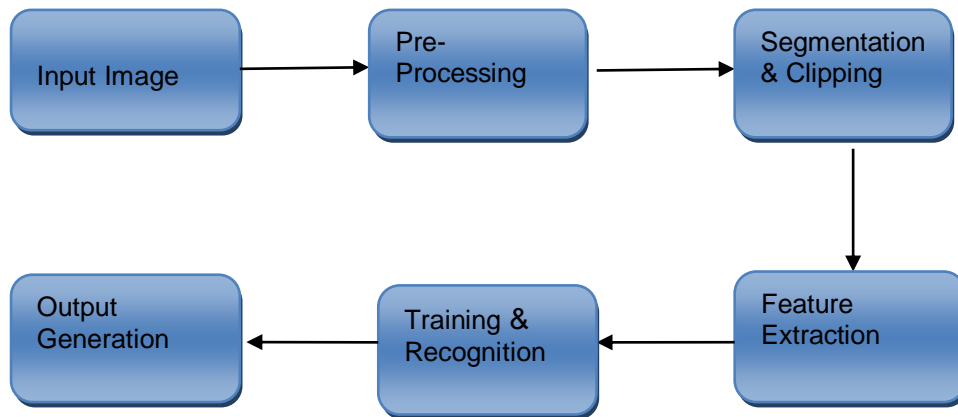 Input Image
Pre-
Processing
Segmentation
& Clipping
Feature
Extraction
Training &
Recognition
Output
Generation